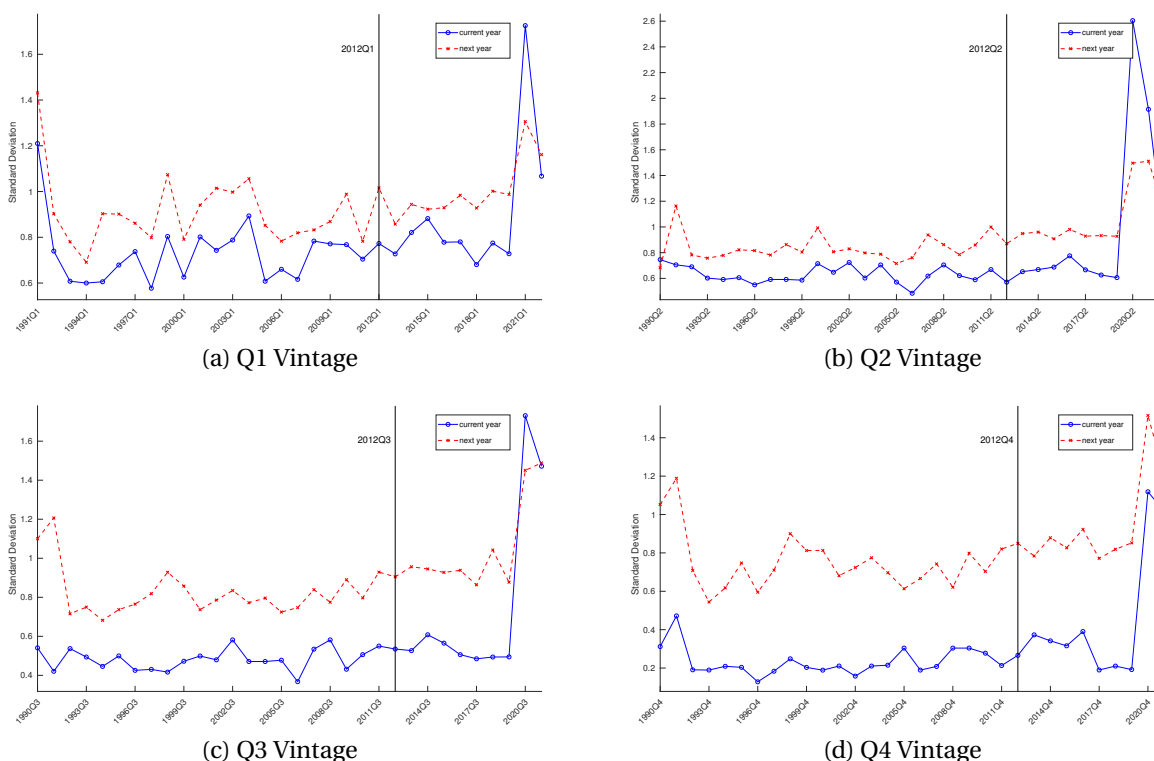 1.6
1.4
1.2
1
0.8
0.6
Standard Deviation
2012Q1
current year
next year
1991Q1
1994Q1
1997Q1
2000Q1
2003Q1
2006Q1
2009Q1
2012Q1
2015Q1
2018Q1
2021Q1
(a) Q1 Vintage
2.6
2.4
2.2
2
1.8
1.6
1.4
1.2
1
0.8
0.6
Standard Deviation
2012Q2
current year
next year
1990Q2
1993Q2
1996Q2
1999Q2
2002Q2
2005Q2
2008Q2
2011Q2
2014Q2
2017Q2
2020Q2
(b) Q2 Vintage
1.6
1.4
1.2
1
0.8
0.6
0.4
Standard Deviation
2012Q3
current year
next year
1990Q3
1993Q3
1996Q3
1999Q3
2002Q3
2005Q3
2008Q3
2011Q3
2014Q3
2017Q3
2020Q3
(c) Q3 Vintage
1.4
1.2
1
0.8
0.6
0.4
0.2
Standard Deviation
2012Q4
current year
next year
1990Q4
1993Q4
1996Q4
1999Q4
2002Q4
2005Q4
2008Q4
2011Q4
2014Q4
2017Q4
2020Q4
(d) Q4 Vintage